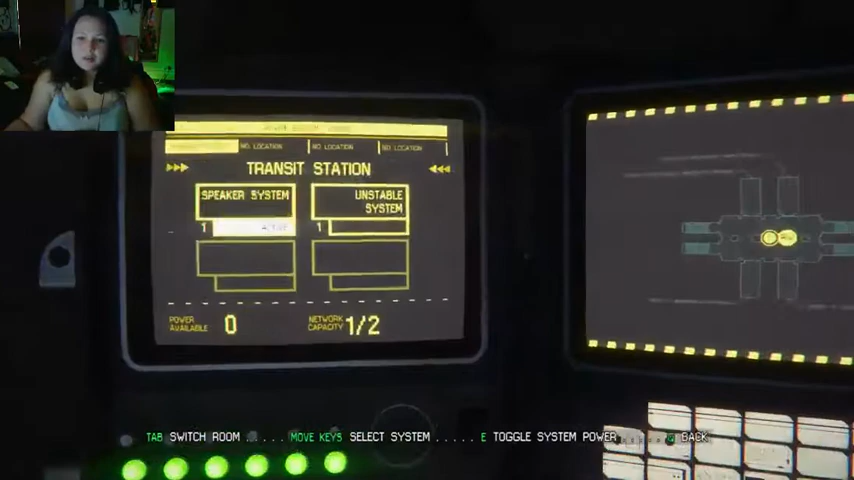 NO LOCATION NO LOCATION NO LOCATION
TRANSIT STATION
SPEAKER SYSTEM
1 ACTIVE
UNSTABLE
SYSTEM
1
POWER
AVAILABLE 0
NETWORK
CAPACITY 1/2
TAB SWITCH ROOM ..... MOVE KEYS SELECT SYSTEM ..... E TOGGLE SYSTEM POWER BACK